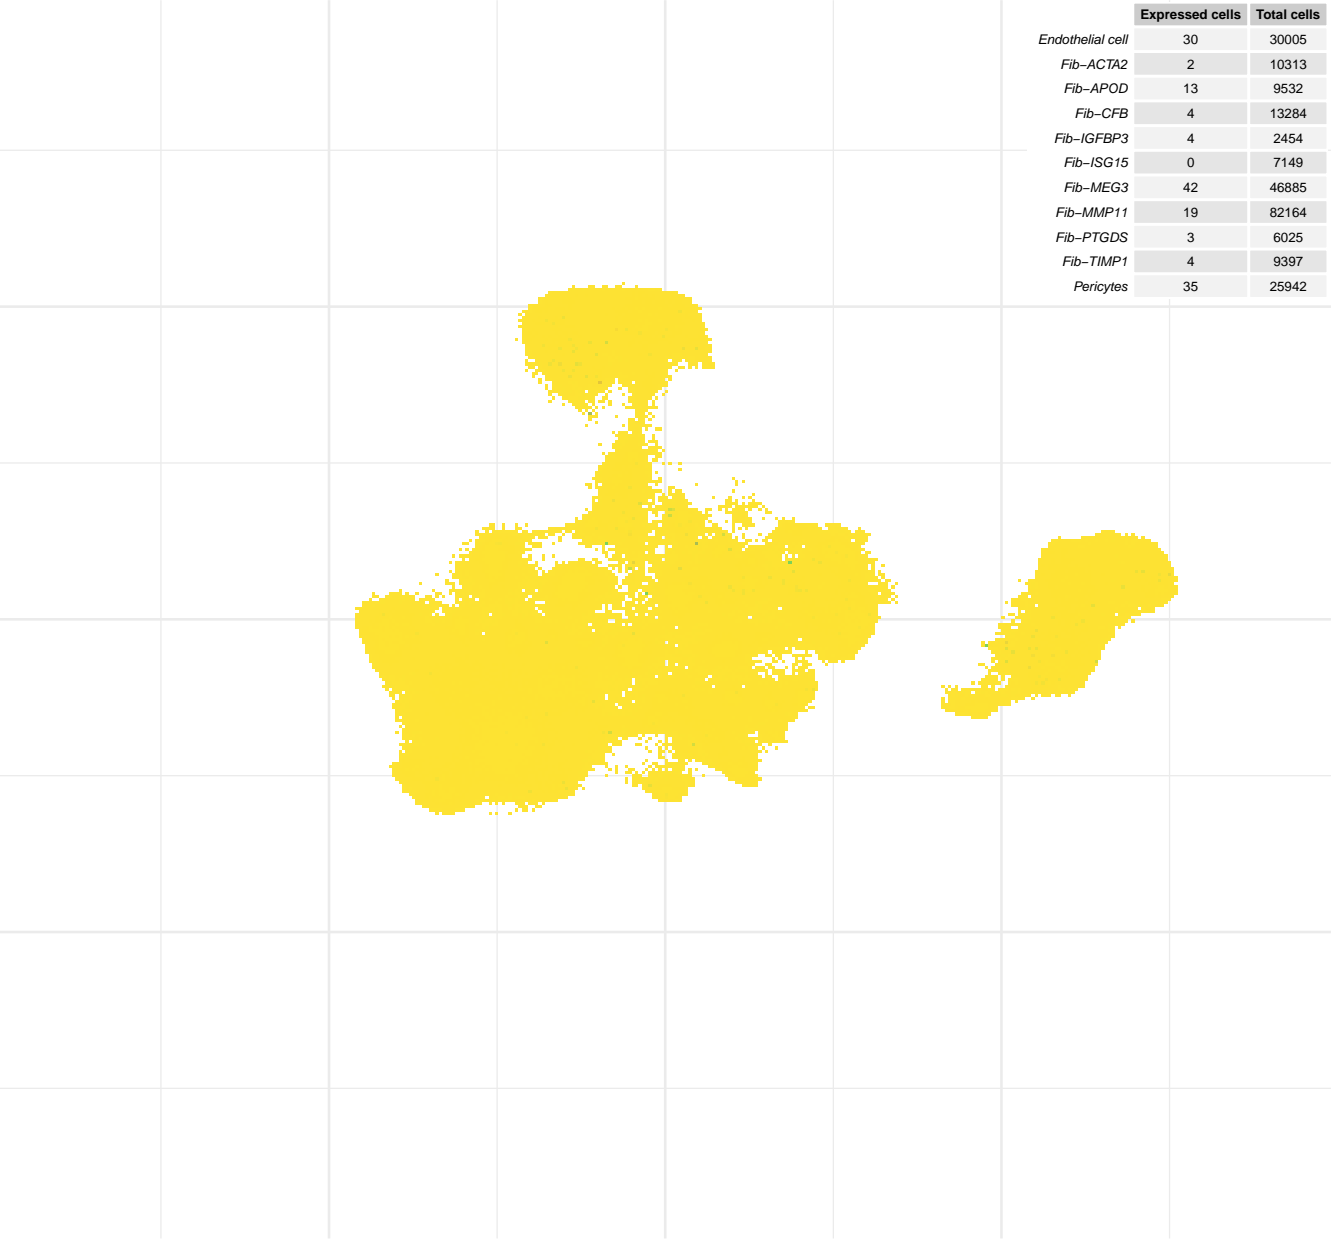 Expressed cells Total cells
Endothelial cell 30 30005
Fib−ACTA2 2 10313
Fib−APOD 13 9532
Fib−CFB 4 13284
Fib−IGFBP3 4 2454
Fib−ISG15 0 7149
Fib−MEG3 42 46885
Fib−MMP11 19 82164
Fib−PTGDS 3 6025
Fib−TIMP1 4 9397
Pericytes 35 25942